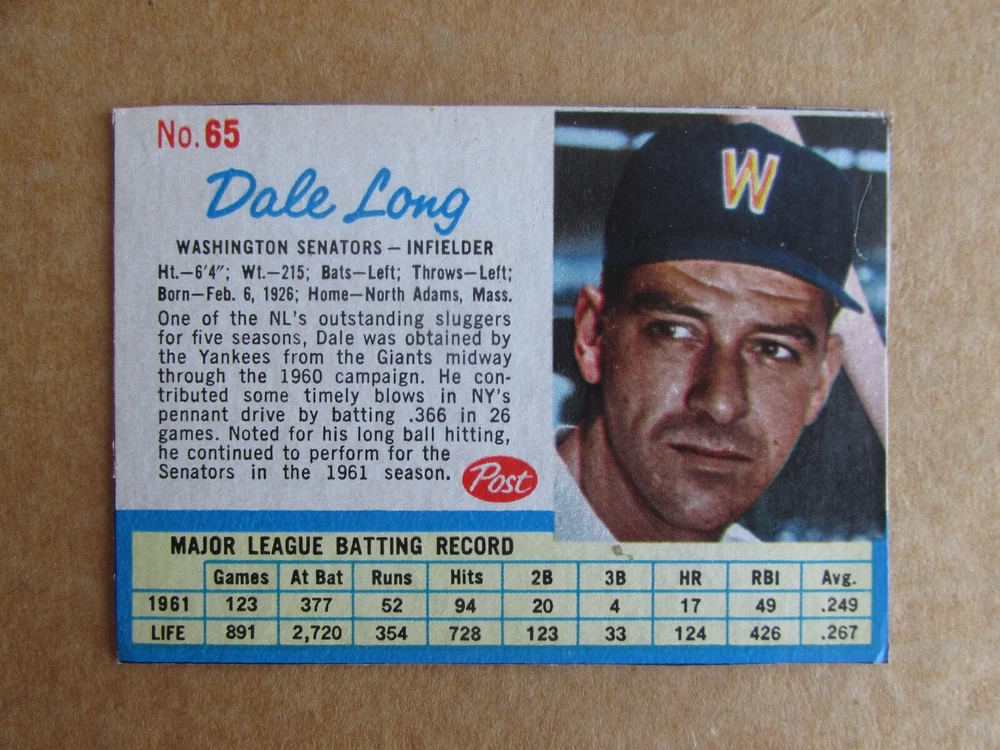 No. 65
Dale Long
WASHINGTON SENATORS — INFIELDER
Ht.—6'4"; Wt.—215; Bats—Left; Throws—Left;
Born—Feb. 6, 1926; Home—North Adams, Mass.
One of the NL's outstanding sluggers
for five seasons, Dale was obtained by
the Yankees from the Giants midway
through the 1960 campaign. He con-
tributed some timely blows in NY's
pennant drive by batting .366 in 26
games. Noted for his long ball hitting,
he continued to perform for the
Senators in the 1961 season.
Post
W
MAJOR LEAGUE BATTING RECORD
Games At Bat Runs Hits 2B 3B HR RBI Avg.
1961 123 377 52 94 20 4 17 49 .249
LIFE 891 2,720 354 728 123 33 124 426 .267